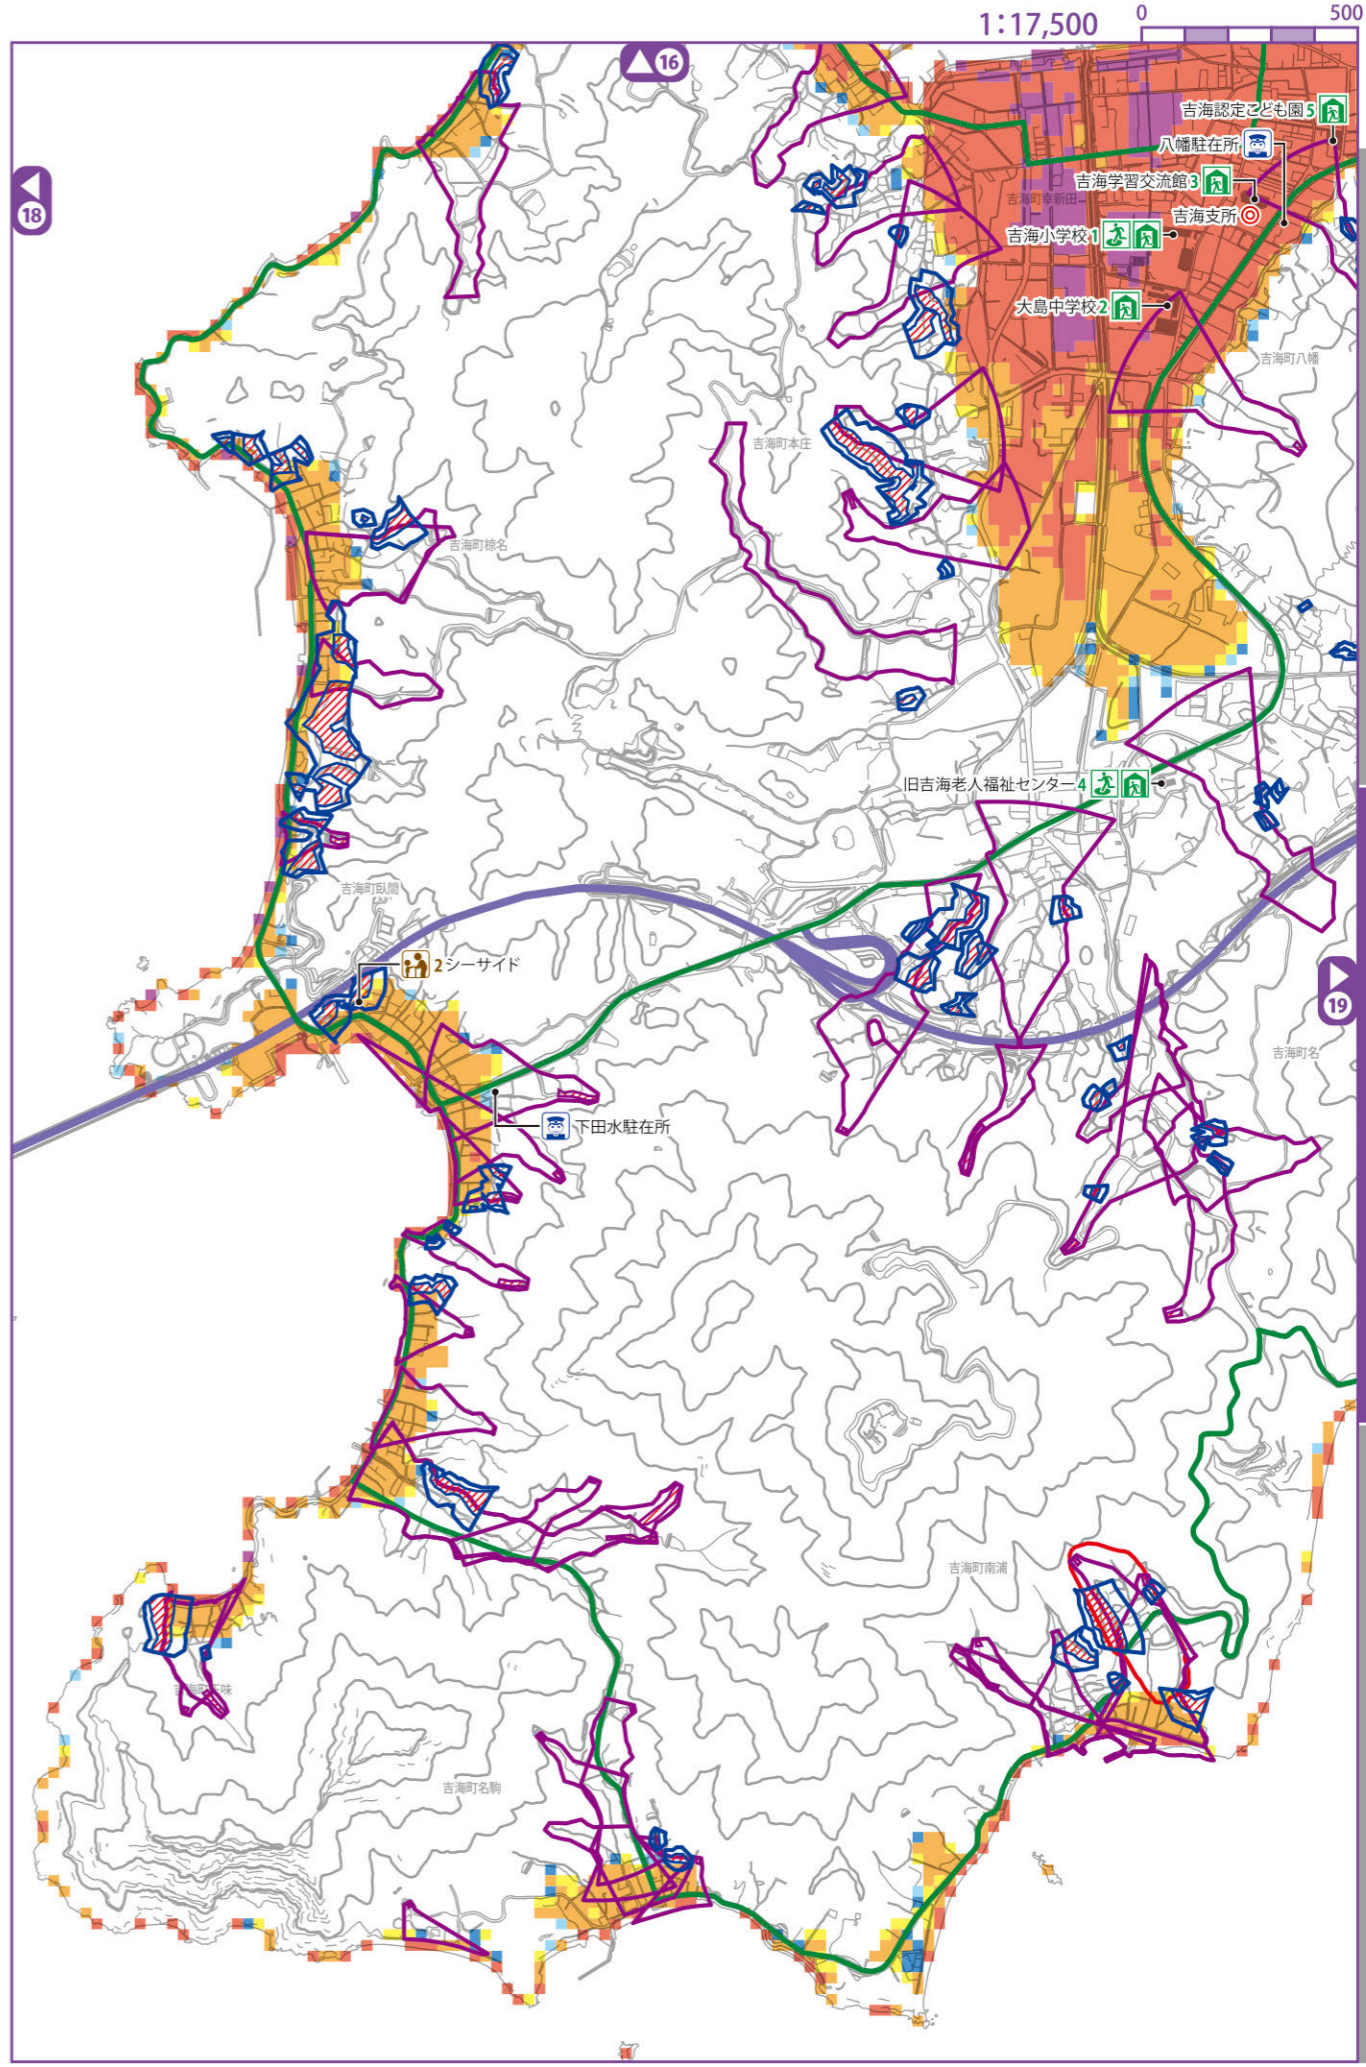 1:17,500
0 500
16
18
吉海認定こども園 5
八幡駐在所
吉海学習交流館 3
吉海町幸新田
吉海支所
吉海小学校 1
大島中学校 2
吉海町八幡
吉海町本庄
吉海町椋名
旧吉海老人福祉センター 4
吉海町臥間
2 シーサイド
19
吉海町名
下田水駐在所
吉海町南浦
吉海町名駒